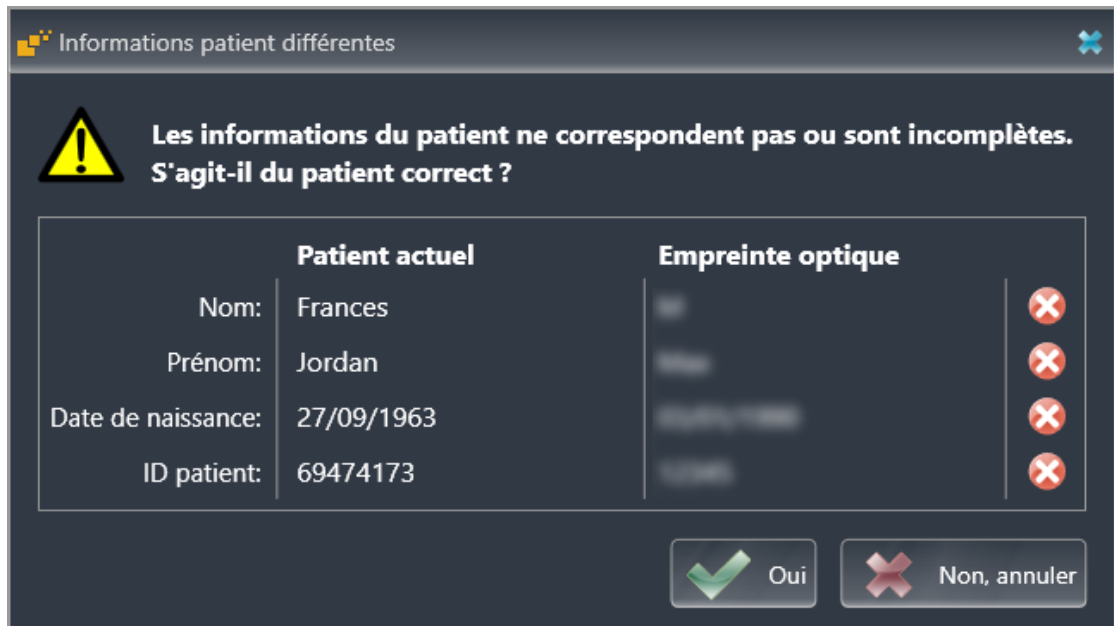 Informations patient différentes
Les informations du patient ne correspondent pas ou sont incomplètes.
S'agit-il du patient correct ?
Patient actuel Empreinte optique
Nom: Frances
Prénom: Jordan
Date de naissance: 27/09/1963
ID patient: 69474173
Oui Non, annuler